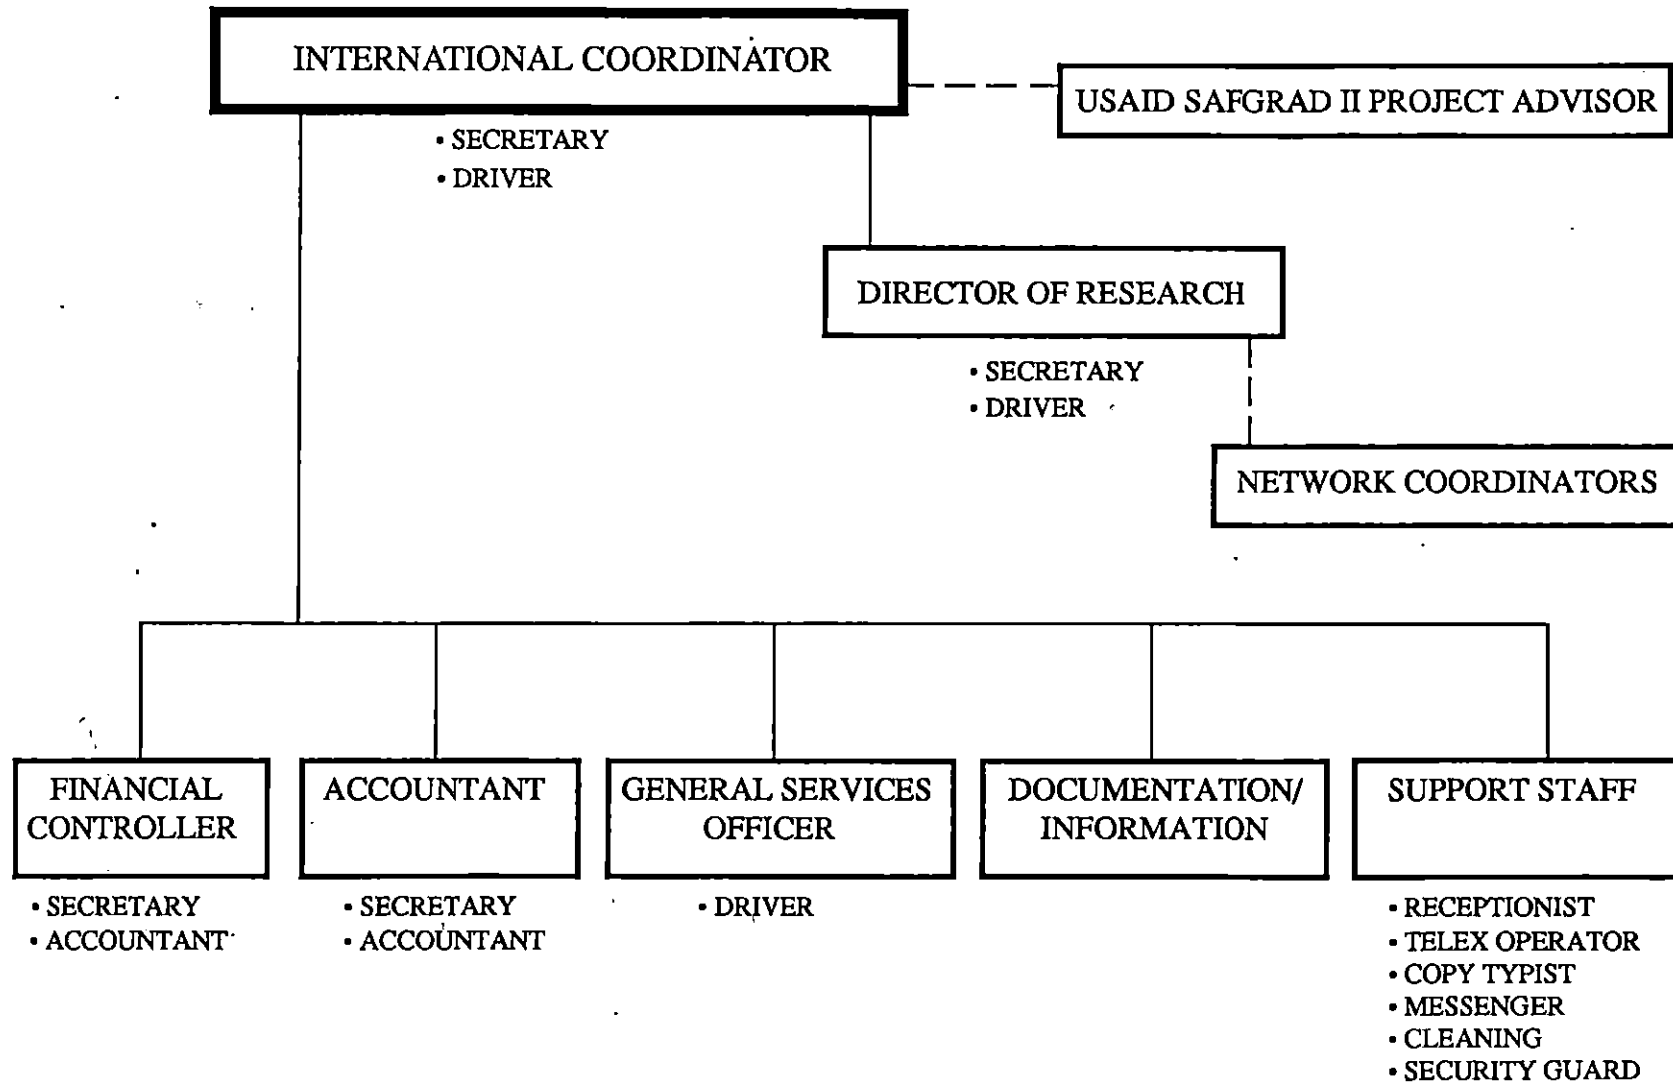 INTERNATIONAL COORDINATOR
USAID SAFGRAD II PROJECT ADVISOR
• SECRETARY
• DRIVER
DIRECTOR OF RESEARCH
• SECRETARY
• DRIVER
NETWORK COORDINATORS
FINANCIAL
CONTROLLER
• SECRETARY
• ACCOUNTANT
ACCOUNTANT
• SECRETARY
• ACCOUNTANT
GENERAL SERVICES
OFFICER
• DRIVER
DOCUMENTATION/
INFORMATION
SUPPORT STAFF
• RECEPTIONIST
• TELEX OPERATOR
• COPY TYPIST
• MESSENGER
• CLEANING
• SECURITY GUARD